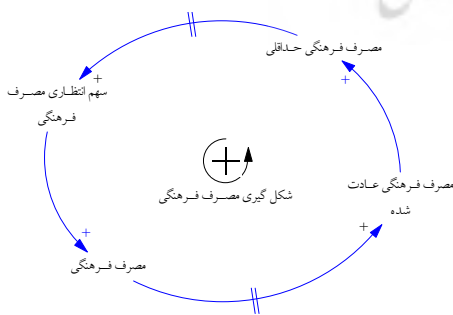 مصرف فرهنگی حداقلی
+
+
سهم انتظاری مصرف
فرهنگی
+
شکل گیری مصرف فرهنگی
مصرف فرهنگی عادت
شده
+
+
مصرف فرهنگی